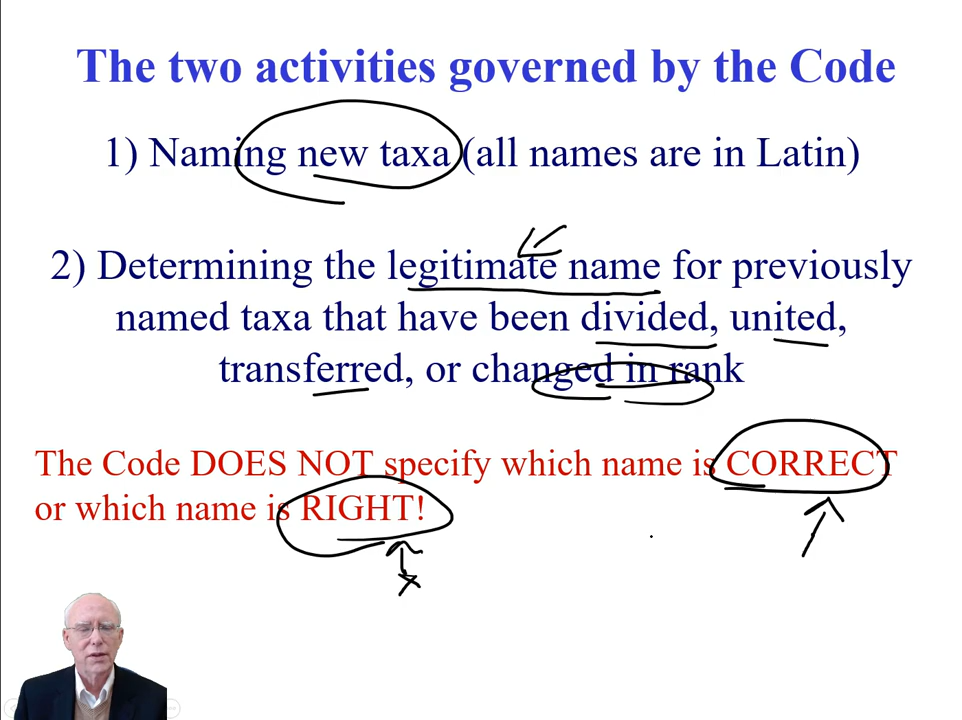 The two activities governed by the Code
1) Naming new taxa (all names are in Latin)
2) Determining the legitimate name for previously
named taxa that have been divided, united,
transferred, or changed in rank
The Code DOES NOT specify which name is CORRECT
or which name is RIGHT!